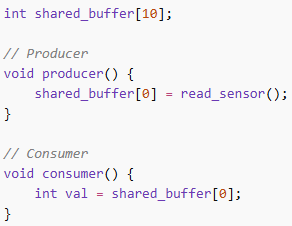 int shared_buffer[10];
// Producer
void producer() {
    shared_buffer[0] = read_sensor();
}
// Consumer
void consumer() {
    int val = shared_buffer[0];
}